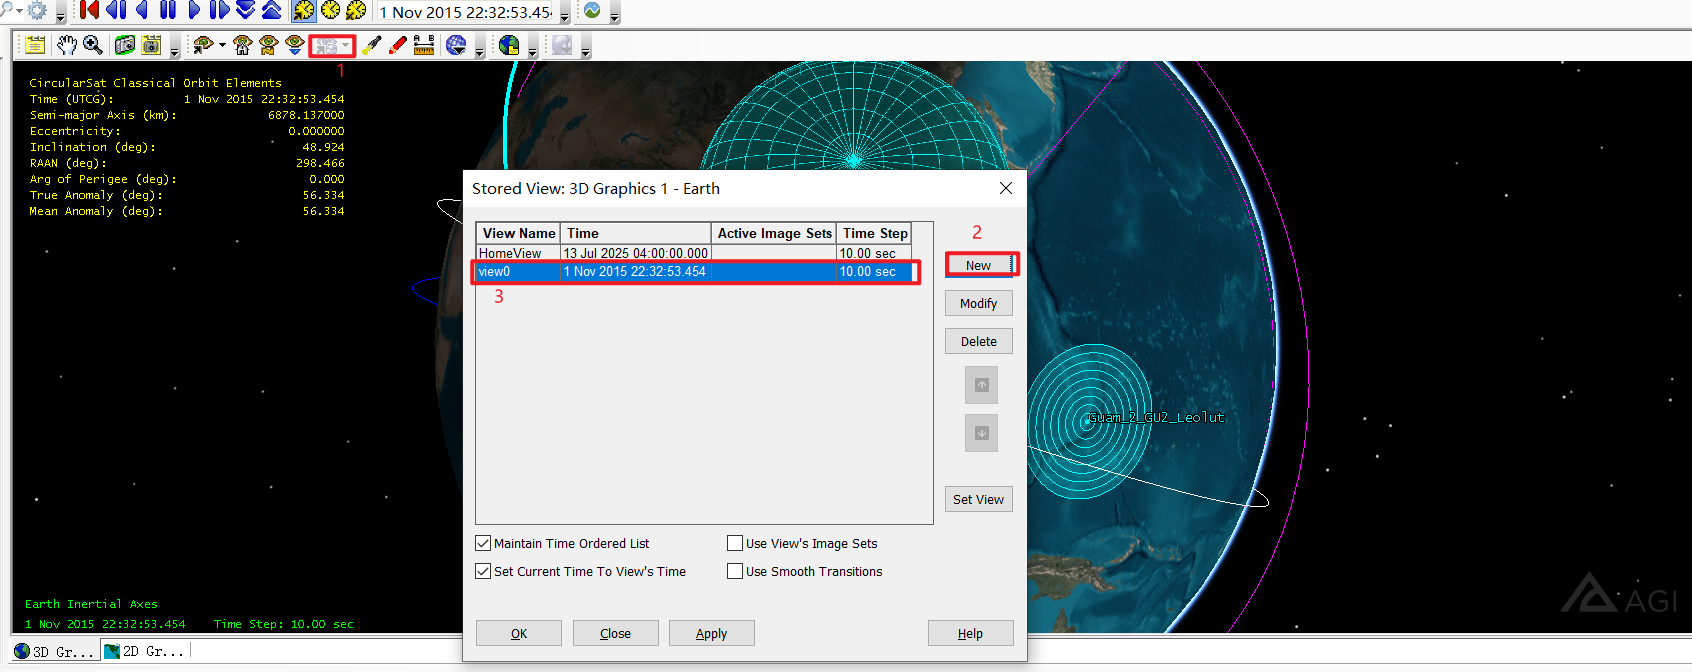 1 Nov 2015 22:32:53.454
1
CircularSat Classical Orbit Elements
Time (UTCG): 1 Nov 2015 22:32:53.454
Semi-major Axis (km): 6878.137000
Eccentricity: 0.000000
Inclination (deg): 48.924
RAAN (deg): 298.466
Arg of Perigee (deg): 0.000
True Anomaly (deg): 56.334
Mean Anomaly (deg): 56.334
Stored View: 3D Graphics 1 - Earth
View Name Time Active Image Sets Time Step
HomeView 13 Jul 2025 04:00:00.000 10.00 sec
view0 1 Nov 2015 22:32:53.454 10.00 sec
3
2
New
Modify
Delete
Set View
Maintain Time Ordered List
Use View's Image Sets
Set Current Time To View's Time
Use Smooth Transitions
OK
Close
Apply
Help
Guam_2_GU2_Leolut
Earth Inertial Axes
1 Nov 2015 22:32:53.454 Time Step: 10.00 sec
AGI
3D Gr...
2D Gr...